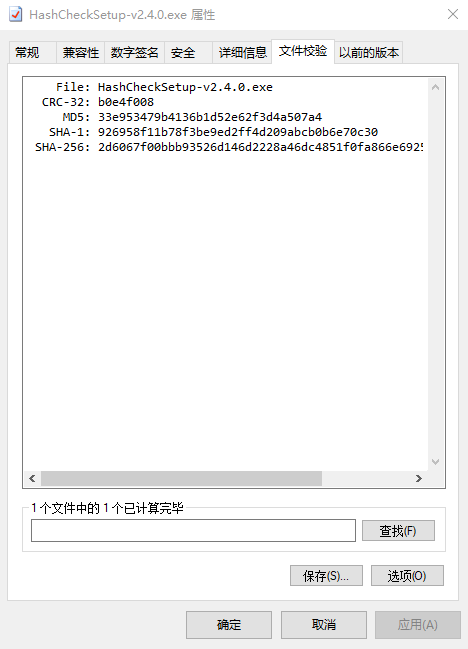 HashCheckSetup-v2.4.0.exe 属性
常规 兼容性 数字签名 安全 详细信息 文件校验 以前的版本
File: HashCheckSetup-v2.4.0.exe
CRC-32: b0e4f008
MD5: 33e953479b4136b1d52e62f3d4a507a4
SHA-1: 926958f11b78f3be9ed2ff4d209abcb0b6e70c30
SHA-256: 2d6067f00bbb93526d146d2228a46dc4851f0fa866e6925
1个文件中的1个已计算完毕
查找(F)
保存(S)... 选项(O)
确定 取消 应用(A)